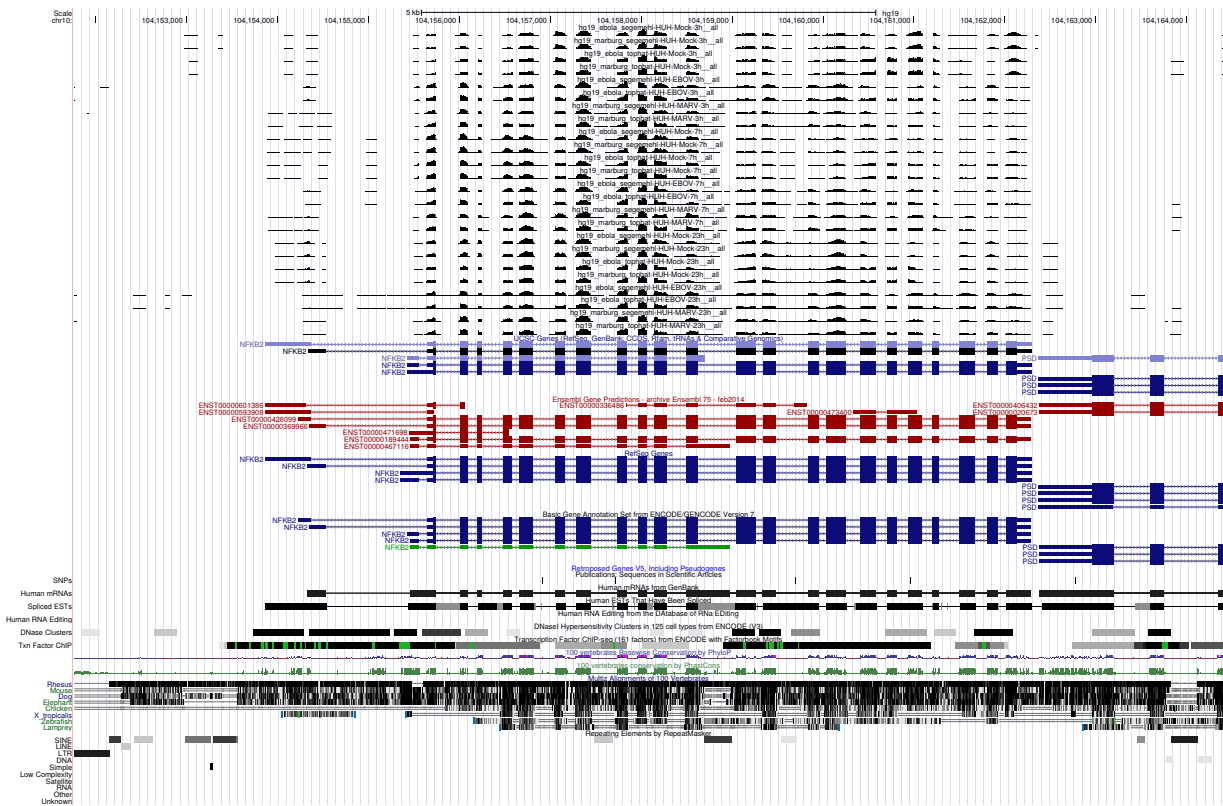 Scale 5 kb hg19
chr10: 104,153,000 104,154,000 104,155,000 104,156,000 104,157,000 104,158,000 104,159,000 104,160,000 104,161,000 104,162,000 104,163,000 104,164,000
hg19_ebola_segemehl-HUH-Mock-3h__all
hg19_marburg_segemehl-HUH-Mock-3h__all
hg19_ebola_tophat-HUH-Mock-3h__all
hg19_marburg_tophat-HUH-Mock-3h__all
hg19_ebola_segemehl-HUH-EBOV-3h__all
hg19_ebola_tophat-HUH-EBOV-3h__all
hg19_marburg_segemehl-HUH-MARV-3h__all
hg19_marburg_tophat-HUH-MARV-3h__all
hg19_ebola_segemehl-HUH-Mock-7h__all
hg19_marburg_segemehl-HUH-Mock-7h__all
hg19_ebola_tophat-HUH-Mock-7h__all
hg19_marburg_tophat-HUH-Mock-7h__all
hg19_ebola_segemehl-HUH-EBOV-7h__all
hg19_ebola_tophat-HUH-EBOV-7h__all
hg19_marburg_segemehl-HUH-MARV-7h__all
hg19_marburg_tophat-HUH-MARV-7h__all
hg19_ebola_segemehl-HUH-Mock-23h__all
hg19_marburg_segemehl-HUH-Mock-23h__all
hg19_ebola_tophat-HUH-Mock-23h__all
hg19_marburg_tophat-HUH-Mock-23h__all
hg19_ebola_segemehl-HUH-EBOV-23h__all
hg19_ebola_tophat-HUH-EBOV-23h__all
hg19_marburg_segemehl-HUH-MARV-23h__all
hg19_marburg_tophat-HUH-MARV-23h__all
UCSC Genes (RefSeq, GenBank, CCDS, Rfam, tRNAs & Comparative Genomics)
NFKB2
NFKB2
NFKB2 PSD
NFKB2
NFKB2
PSD
PSD
PSD
Ensembl Gene Predictions - archive Ensembl 75 - feb2014
ENST00000601386 ENST00000336486 ENST00000406432
ENST00000593908 ENST00000473400 ENST00000020673
ENST00000428099
ENST00000369966
ENST00000471698
ENST00000189444
ENST00000467116
RefSeq Genes
NFKB2
NFKB2
NFKB2
NFKB2
PSD
PSD
PSD
PSD
Basic Gene Annotation Set from ENCODE/GENCODE Version 7
NFKB2
NFKB2
NFKB2
NFKB2
NFKB2 PSD
PSD
PSD
Retroposed Genes V5, Including Pseudogenes
Publications: Sequences in Scientific Articles
SNPs
Human mRNAs from GenBank
Human mRNAs
Human ESTs That Have Been Spliced
Spliced ESTs
Human RNA Editing from the DAtabase of RNa EDiting
Human RNA Editing
DNaseI Hypersensitivity Clusters in 125 cell types from ENCODE (V3)
DNase Clusters
Transcription Factor ChIP-seq (161 factors) from ENCODE with Factorbook Motifs
Txn Factor ChIP
100 vertebrates Basewise Conservation by PhyloP
100 vertebrates conservation by PhastCons
Multiz Alignments of 100 Vertebrates
Rhesus
Mouse
Dog
Elephant
Chicken
X_tropicalis
Zebrafish
Lamprey
Repeating Elements by RepeatMasker
SINE
LINE
LTR
DNA
Simple
Low Complexity
Satellite
RNA
Other
Unknown